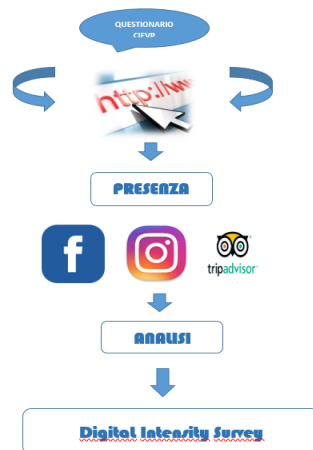 QUESTIONARIO
CIEVP
http://ww
PRESENZA
f
tripadvisor
ANALISI
Digital Intensity Survey